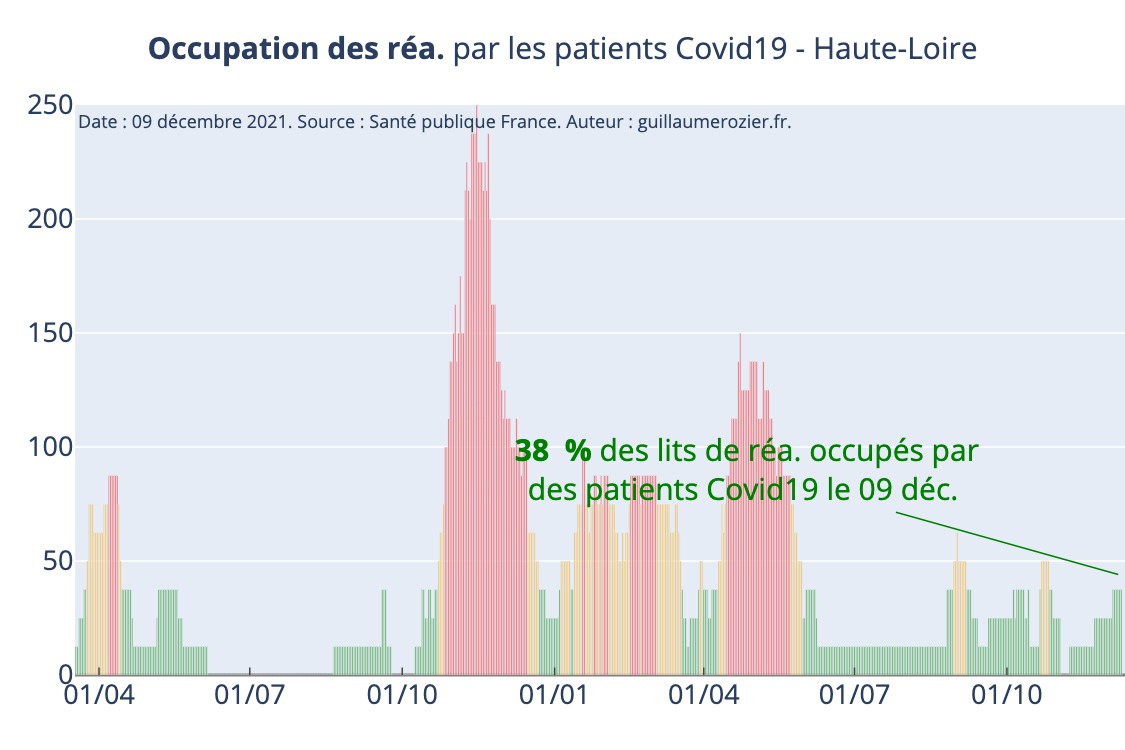 Occupation des réa. par les patients Covid19 - Haute-Loire
250
Date : 09 décembre 2021. Source : Santé publique France. Auteur : guillaumerozier.fr.
200
150
100
38 % des lits de réa. occupés par
des patients Covid19 le 09 déc.
50
0
01/04 01/07 01/10 01/01 01/04 01/07 01/10